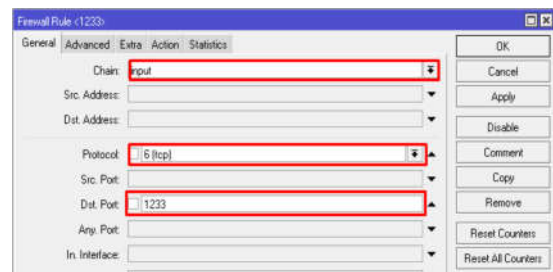 Firewall Rule <1233>
General Advanced Extra Action Statistics
OK
Chain: input
Cancel
Src. Address:
Apply
Dst. Address:
Disable
Protocol: 6 (tcp)
Comment
Src. Port:
Copy
Dst. Port: 1233
Remove
Any. Port:
Reset Counters
In. Interface:
Reset All Counters